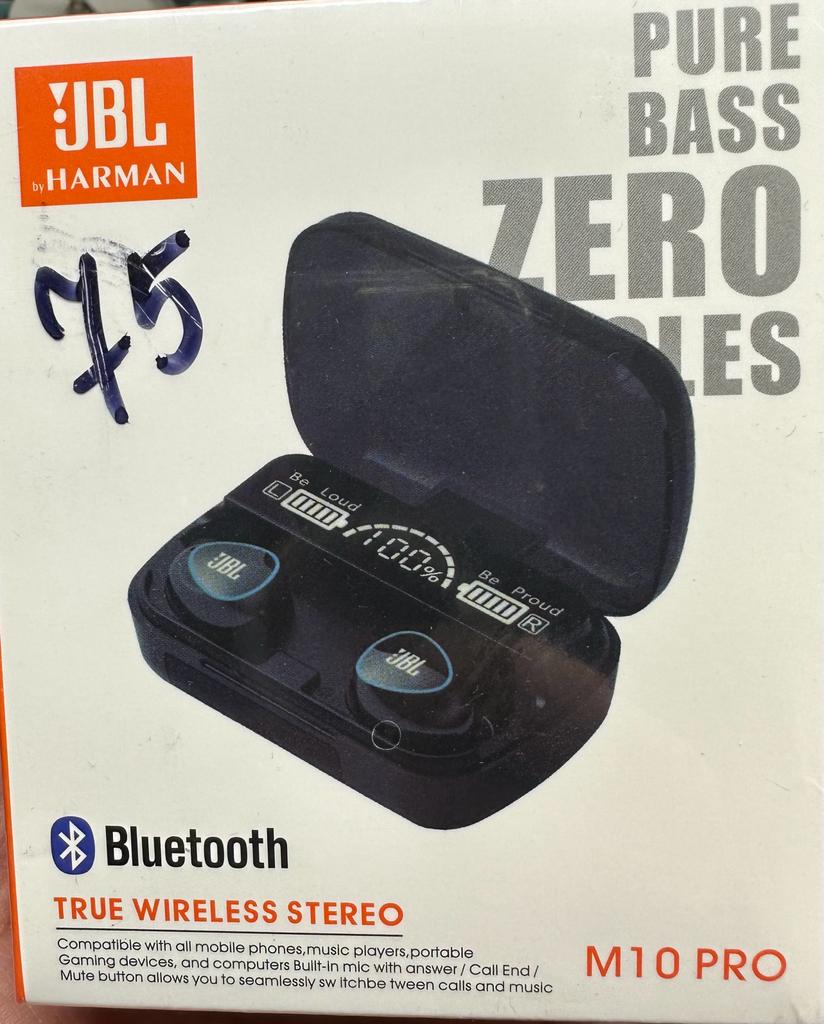 PURE
BASS
ZERO
LES
JBL
by HARMAN
75
Be Loud
L
100%
Be Proud
R
JBL
JBL
Bluetooth
TRUE WIRELESS STEREO
Compatible with all mobile phones,music players,portable
Gaming devices, and computers Built-in mic with answer / Call End /
Mute button allows you to seamlessly sw itchbe tween calls and music
M10 PRO